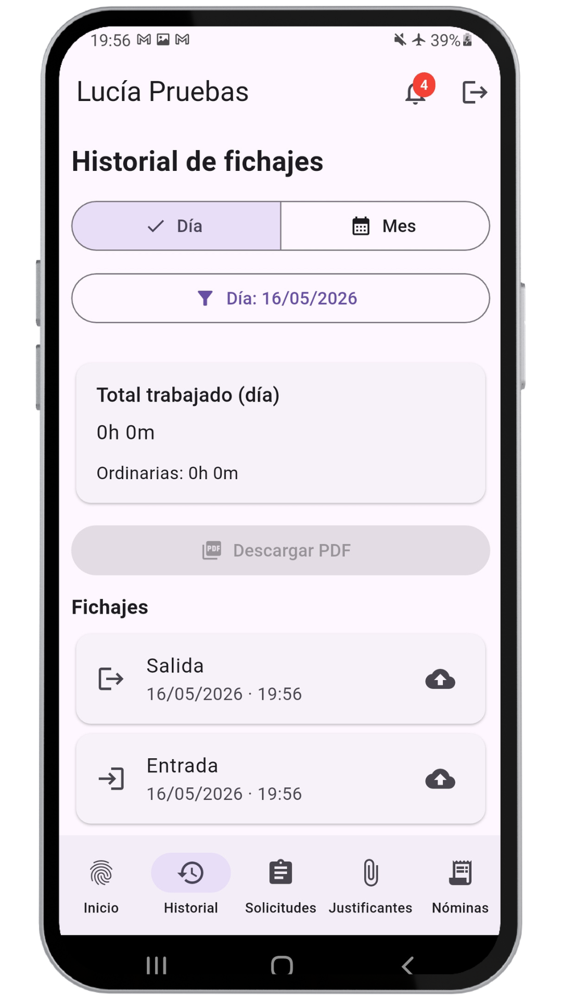 19:56 39%
Lucía Pruebas 4
Historial de fichajes
Día Mes
Día: 16/05/2026
Total trabajado (día)
0h 0m
Ordinarias: 0h 0m
PDF Descargar PDF
Fichajes
Salida
16/05/2026 · 19:56
Entrada
16/05/2026 · 19:56
Inicio Historial Solicitudes Justificantes Nóminas